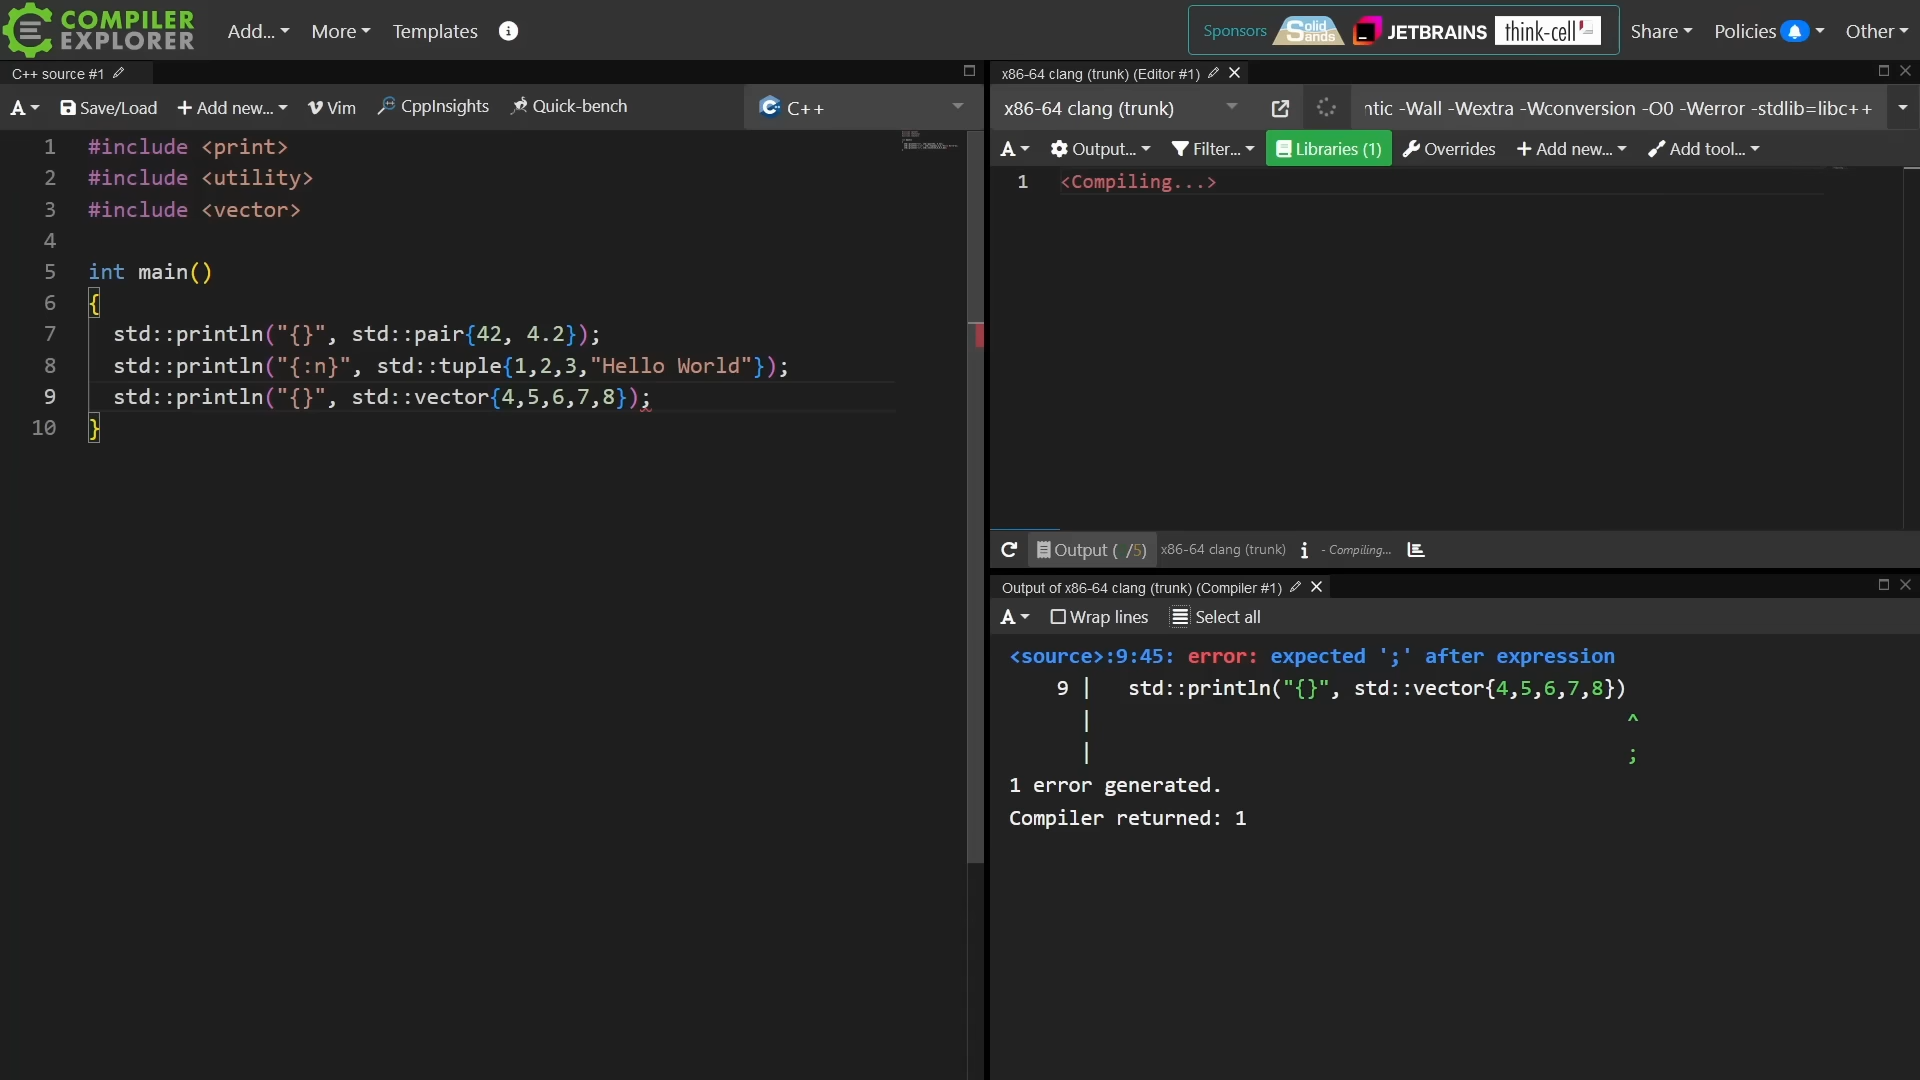 COMPILER
EXPLORER
Add...
More
Templates
Sponsors
Solid
Sands
JETBRAINS
think-cell
Share
Policies
Other
C++ source #1
A
Save/Load
Add new...
Vim
CppInsights
Quick-bench
C++
1 #include <print>
2 #include <utility>
3 #include <vector>
4
5 int main()
6 {
7 std::println("{}", std::pair{42, 4.2});
8 std::println("{:n}", std::tuple{1,2,3,"Hello World"});
9 std::println("{}", std::vector{4,5,6,7,8});
10 }
x86-64 clang (trunk) (Editor #1)
x86-64 clang (trunk)
ntic -Wall -Wextra -Wconversion -O0 -Werror -stdlib=libc++
A
Output...
Filter...
Libraries (1)
Overrides
Add new...
Add tool...
1 <Compiling...>
Output ( /5)
x86-64 clang (trunk)
- Compiling...
Output of x86-64 clang (trunk) (Compiler #1)
A
Wrap lines
Select all
<source>:9:45: error: expected ';' after expression
9 | std::println("{}", std::vector{4,5,6,7,8})
| ^
| ;
1 error generated.
Compiler returned: 1